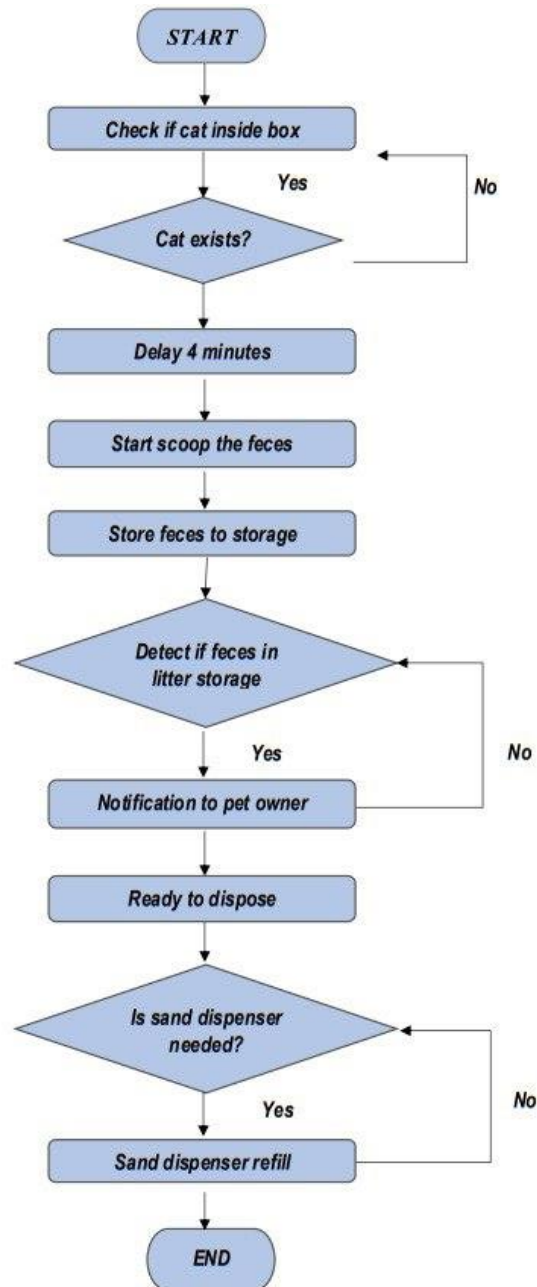 START
Check if cat inside box
Yes
No
Cat exists?
Delay 4 minutes
Start scoop the feces
Store feces to storage
Detect if feces in
litter storage
Yes
No
Notification to pet owner
Ready to dispose
Is sand dispenser
needed?
Yes
No
Sand dispenser refill
END